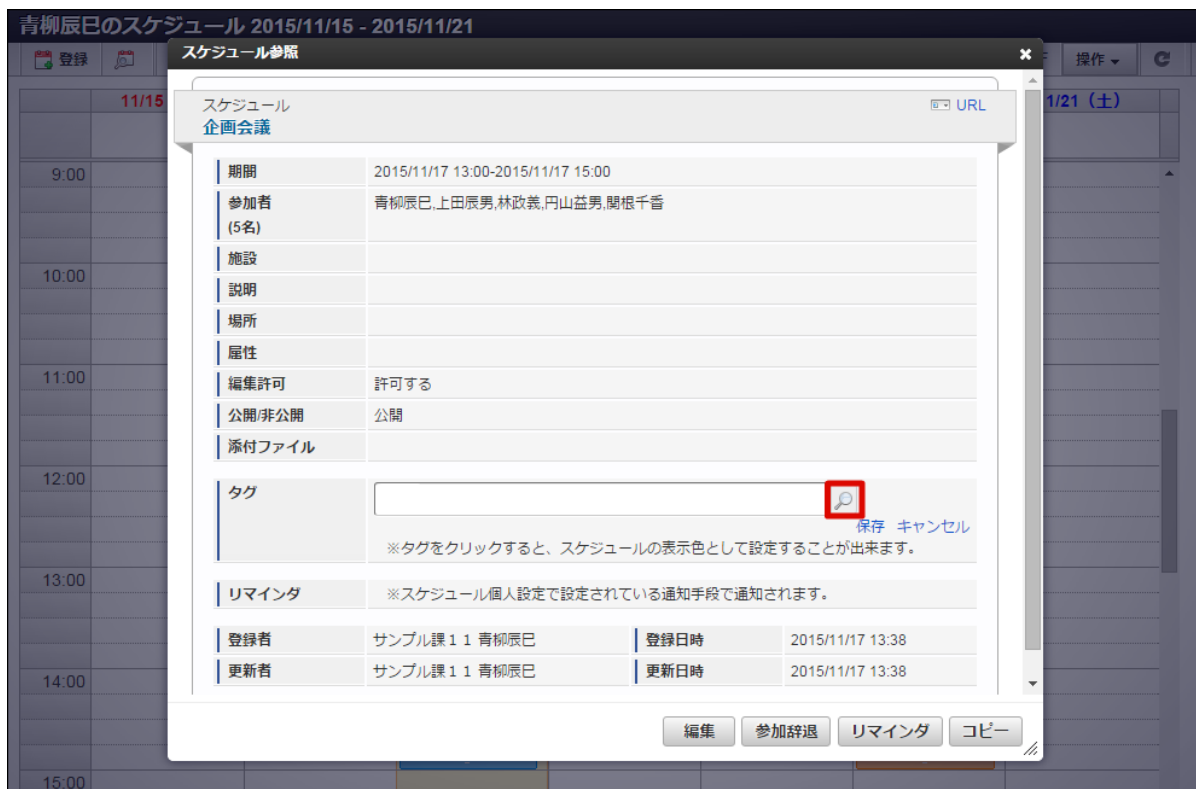 青柳辰巳のスケジュール 2015/11/15 - 2015/11/21
登録
操作
スケジュール参照
11/15
1/21（土）
スケジュール
URL
企画会議
期間 2015/11/17 13:00-2015/11/17 15:00
参加者 青柳辰巳,上田辰男,林政義,円山益男,関根千香
(5名)
施設
説明
場所
属性
編集許可 許可する
公開/非公開 公開
添付ファイル
タグ
保存 キャンセル
※タグをクリックすると、スケジュールの表示色として設定することが出来ます。
リマインダ ※スケジュール個人設定で設定されている通知手段で通知されます。
登録者 サンプル課１１ 青柳辰巳 登録日時 2015/11/17 13:38
更新者 サンプル課１１ 青柳辰巳 更新日時 2015/11/17 13:38
編集 参加辞退 リマインダ コピー
9:00
10:00
11:00
12:00
13:00
14:00
15:00